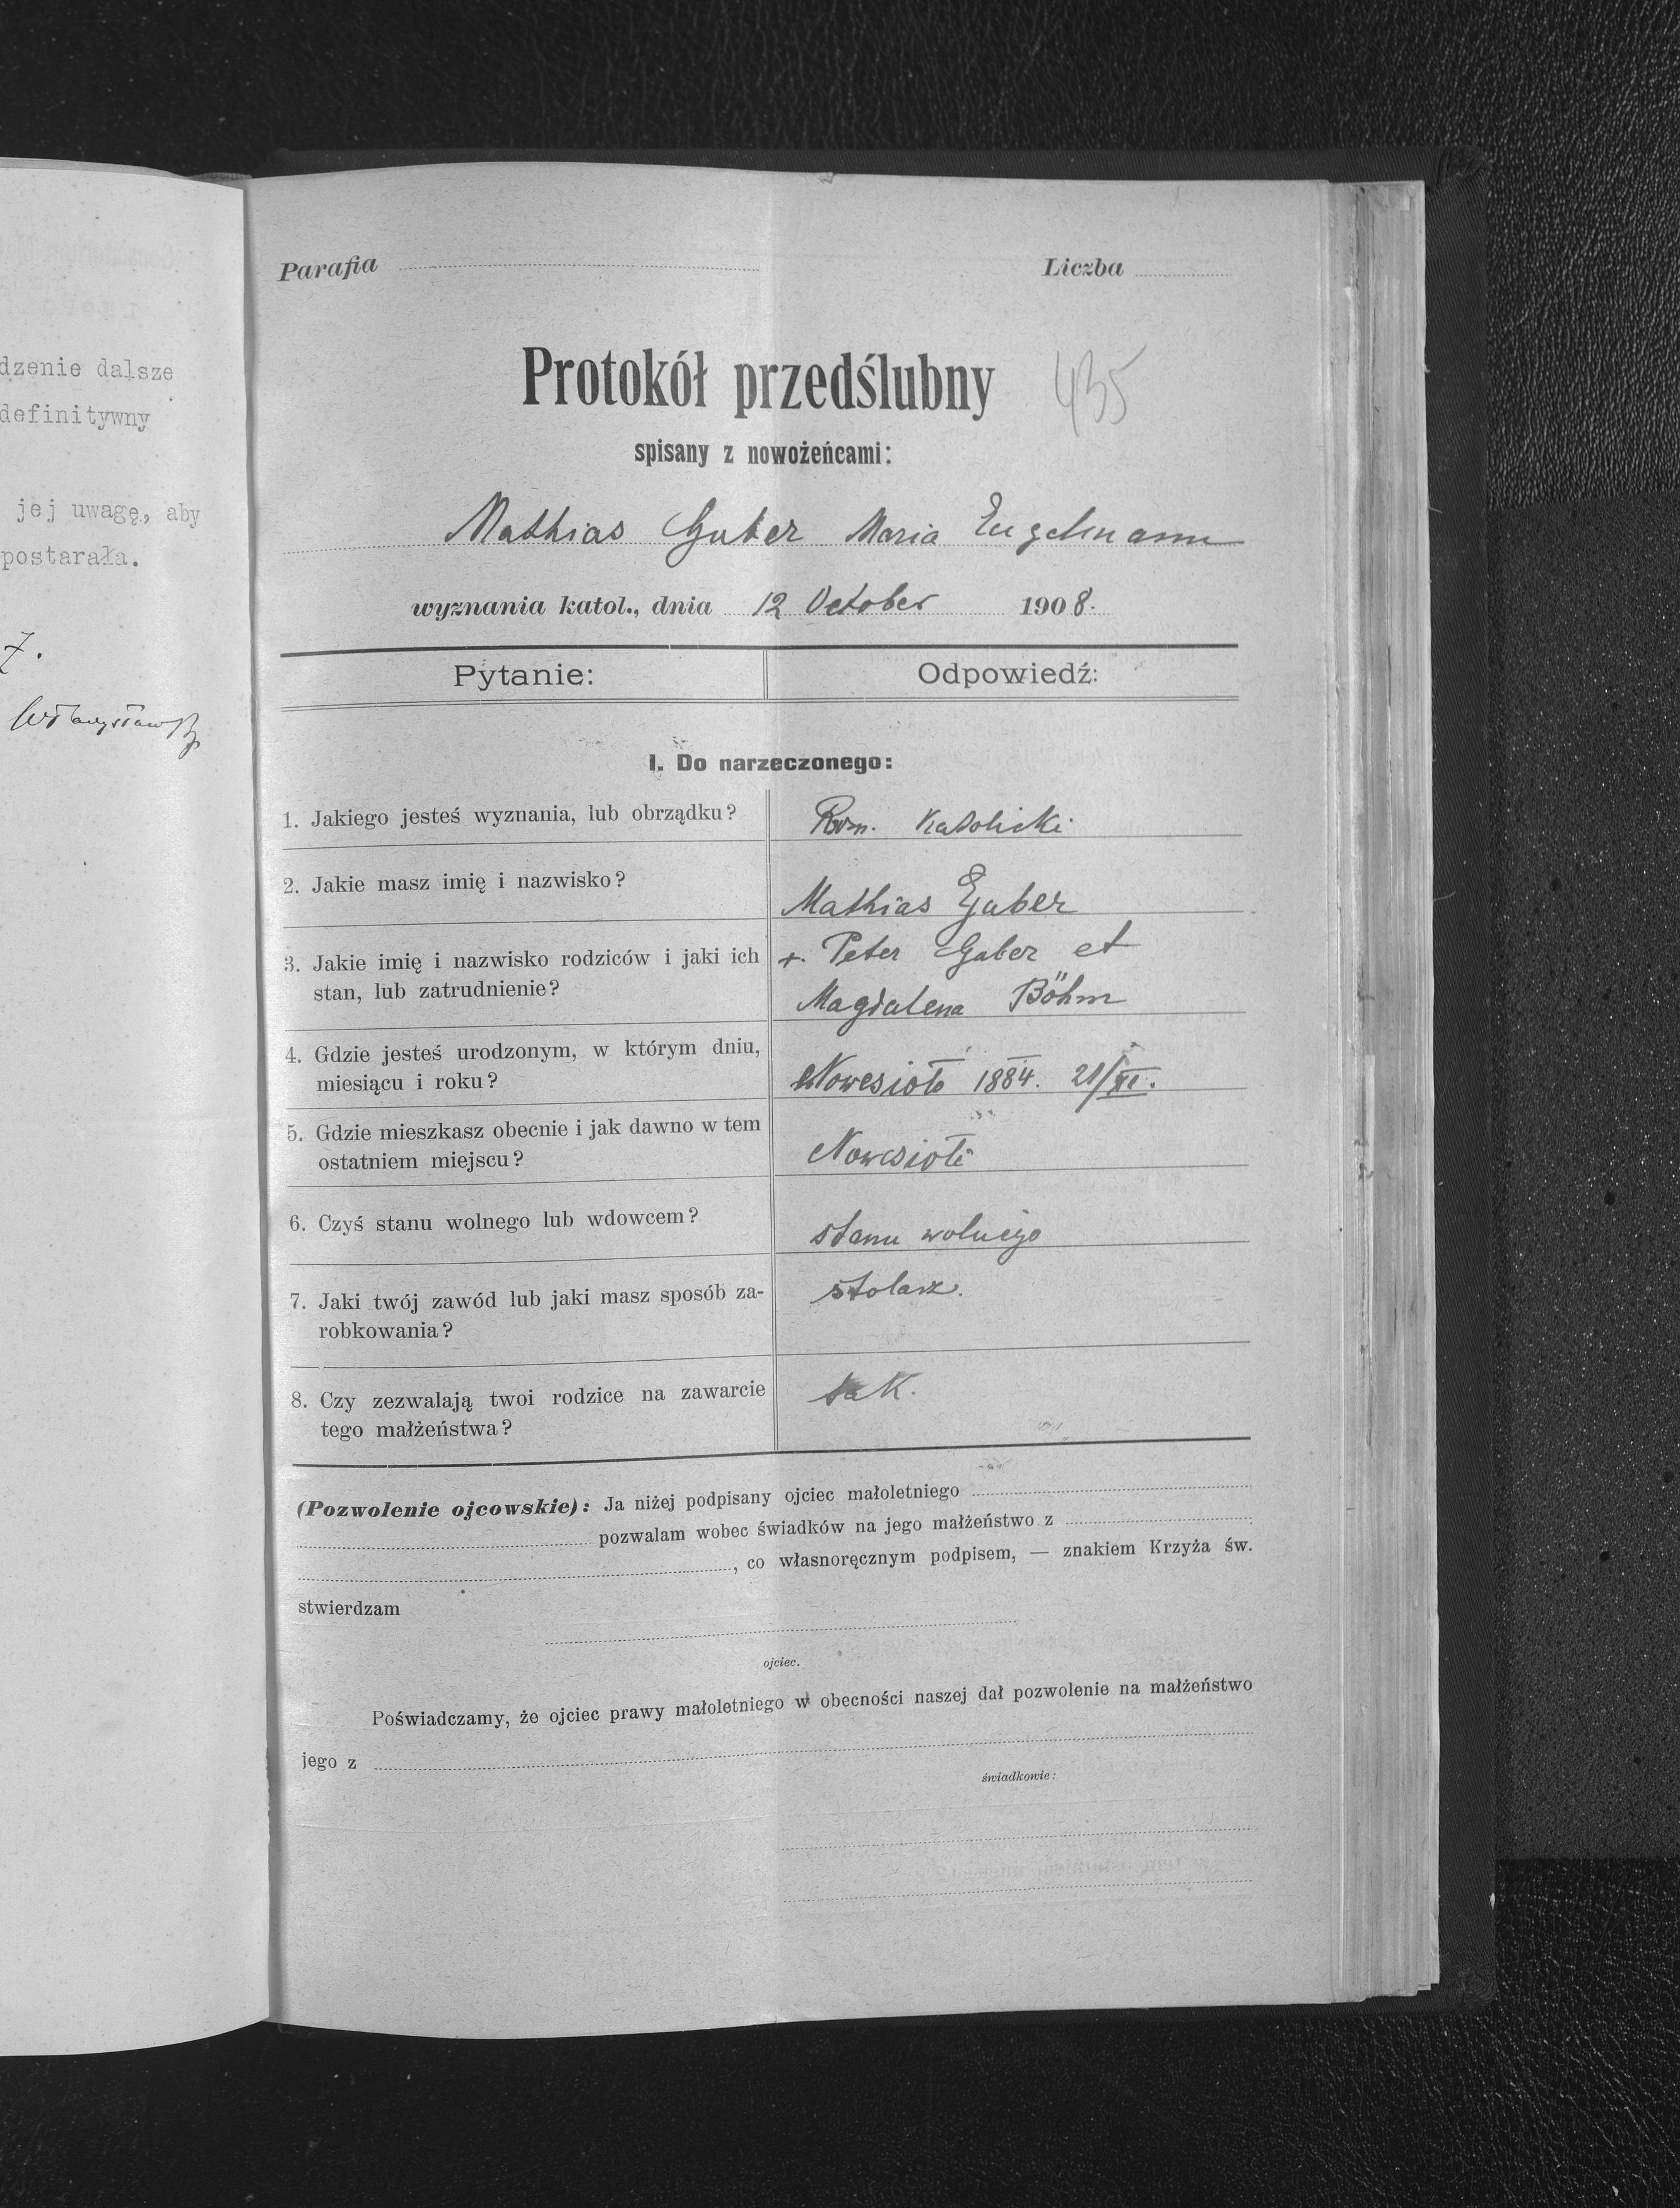 dzenie dalsze
definitywny
jej uwagę, aby
postarała.
Parafia
Liczba
Protokół przedślubny
435
spisany z nowożeńcami:
Mathias Gaber Maria Engelmann
wyznania katol., dnia 12 October 1908.
Pytanie:
Odpowiedź:
I. Do narzeczonego:
1. Jakiego jesteś wyznania, lub obrządku?
Rzm. Katolicki
2. Jakie masz imię i nazwisko?
Mathias Gaber
3. Jakie imię i nazwisko rodziców i jaki ich
stan, lub zatrudnienie?
+. Peter Gaber et
Magdalena Böhm
4. Gdzie jesteś urodzonym, w którym dniu,
miesiącu i roku?
Nowesioło 1884. 21/XI.
5. Gdzie mieszkasz obecnie i jak dawno w tem
ostatniem miejscu?
Nowesioło
6. Czyś stanu wolnego lub wdowcem?
stanu wolnego
7. Jaki twój zawód lub jaki masz sposób za-
robkowania?
stolarz.
8. Czy zezwalają twoi rodzice na zawarcie
tego małżeństwa?
tak.
(Pozwolenie ojcowskie): Ja niżej podpisany ojciec małoletniego
pozwalam wobec świadków na jego małżeństwo z
, co własnoręcznym podpisem, — znakiem Krzyża św.
stwierdzam
ojciec.
Poświadczamy, że ojciec prawy małoletniego w obecności naszej dał pozwolenie na małżeństwo
jego z
świadkowie: